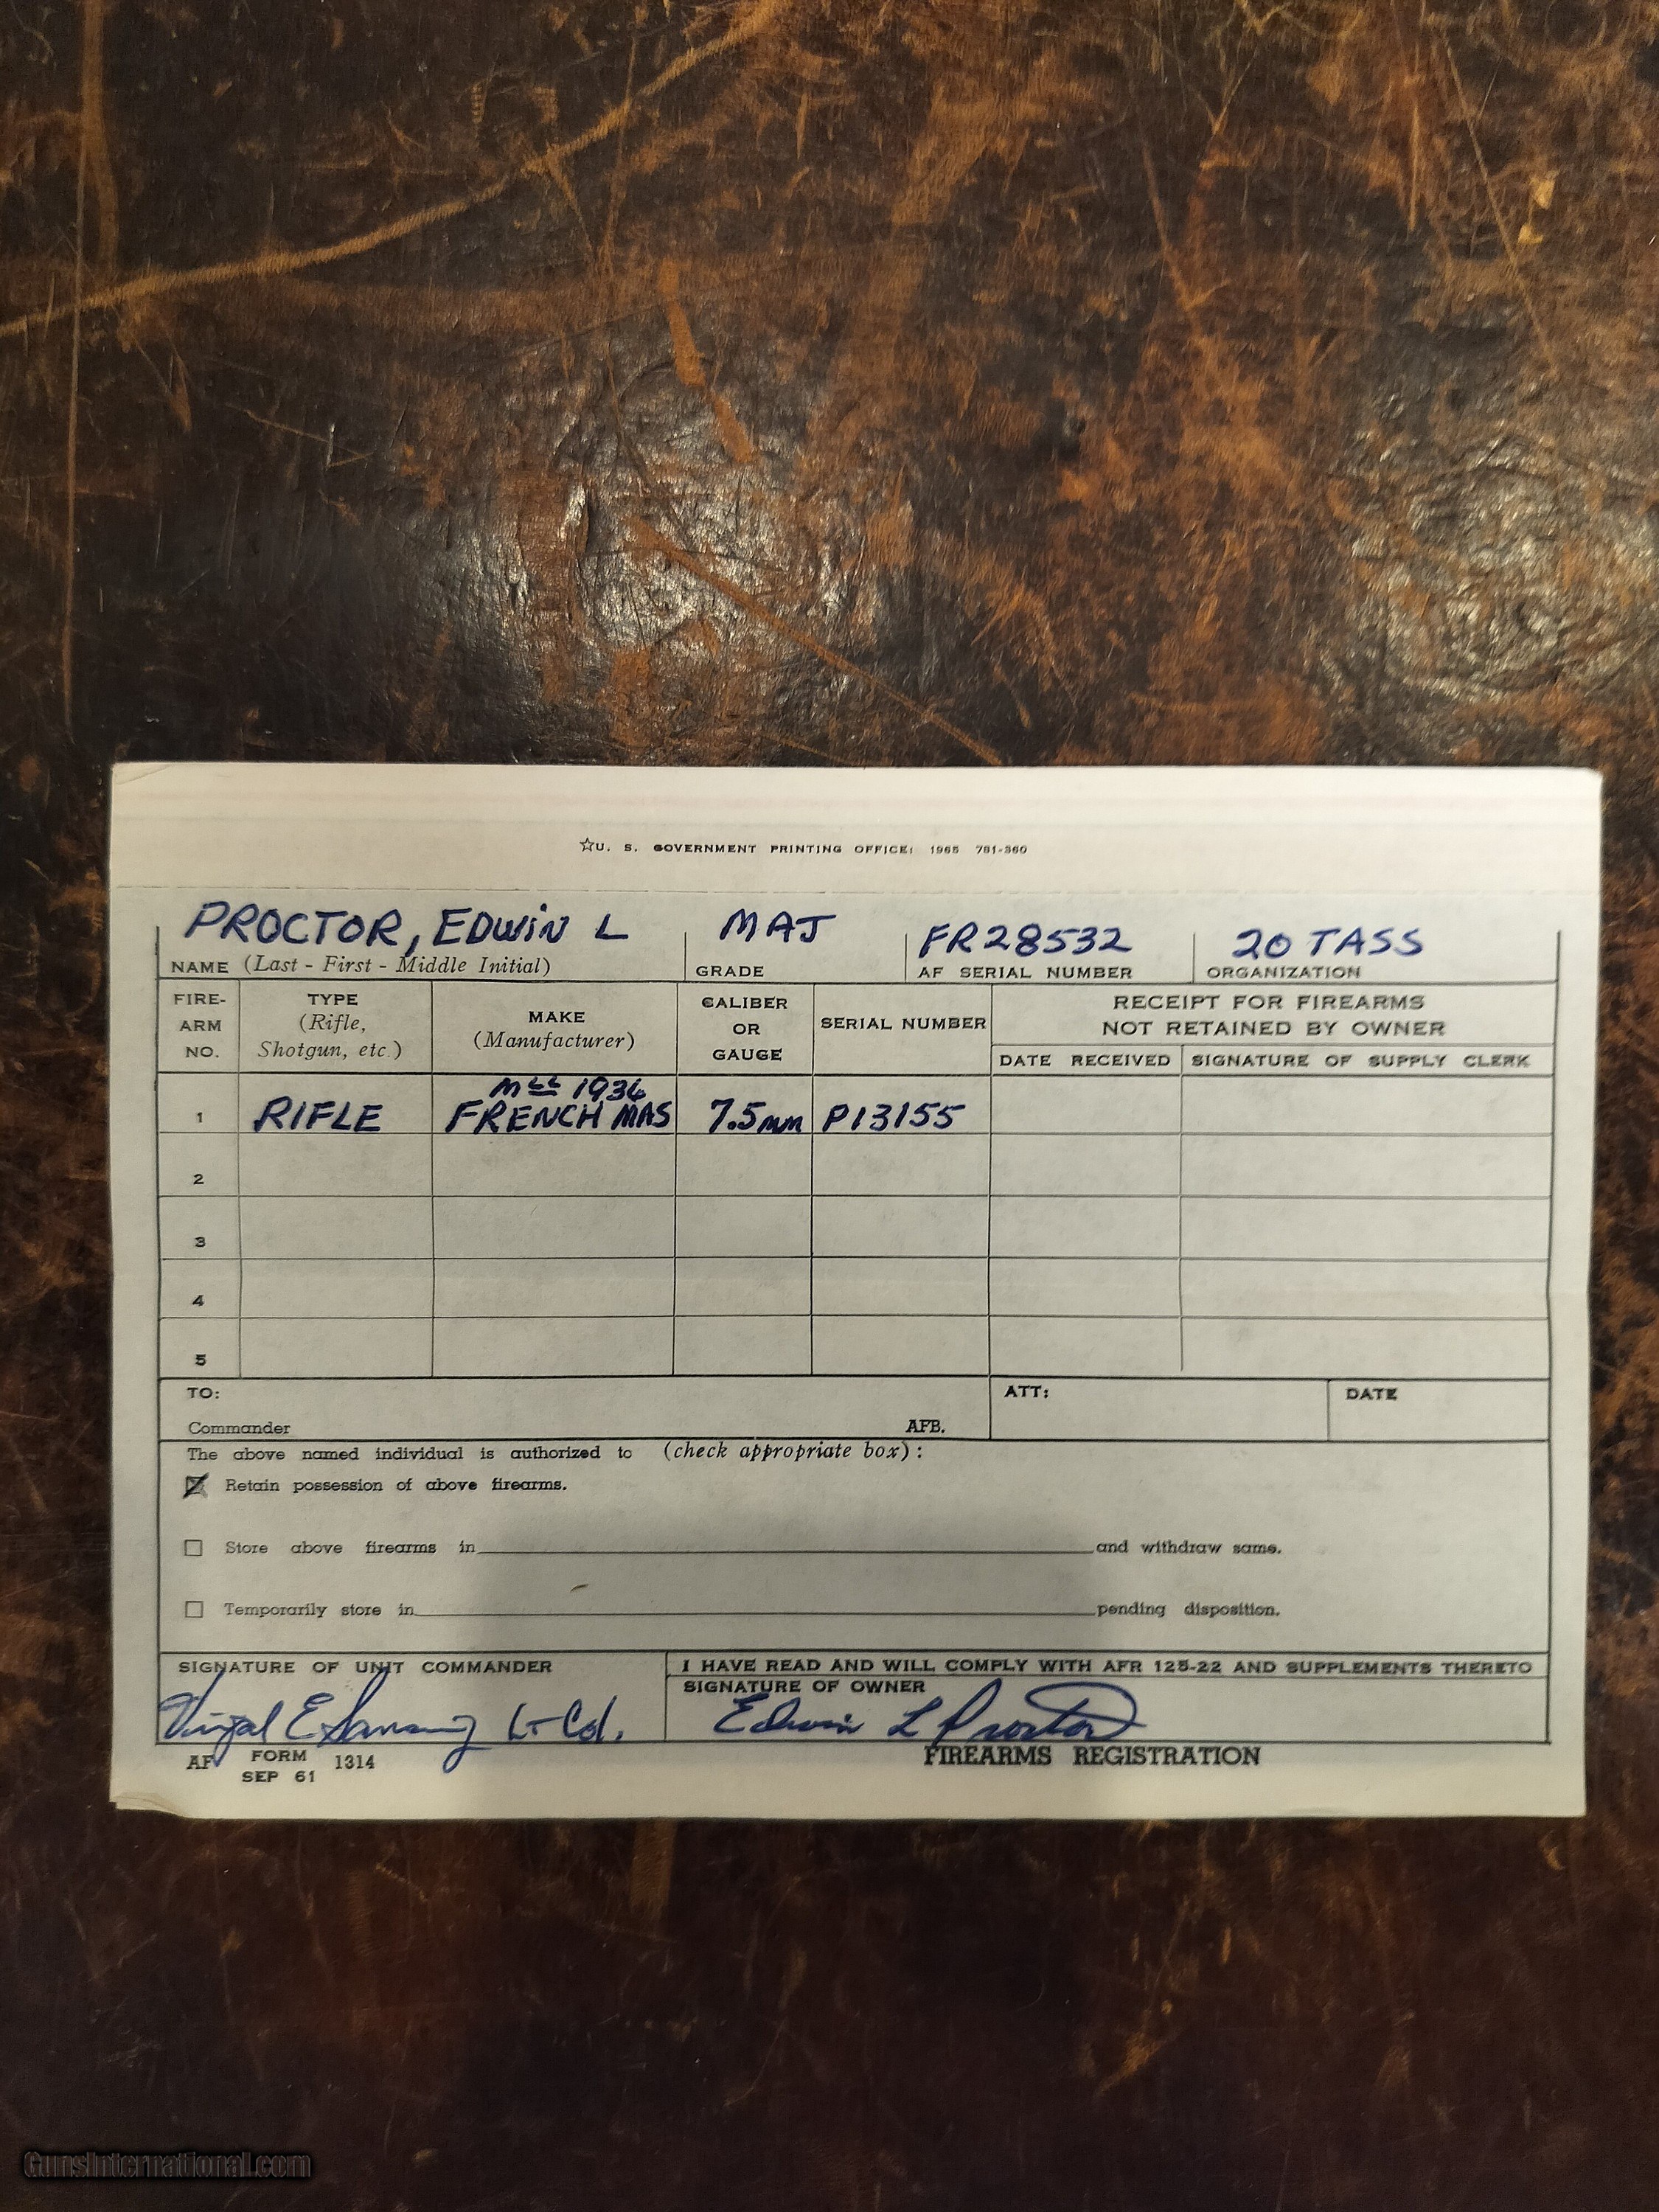 ☆U. S. GOVERNMENT PRINTING OFFICE: 1965 781-360
PROCTOR, EDWIN L MAJ FR28532 20 TASS
NAME (Last - First - Middle Initial) GRADE AF SERIAL NUMBER ORGANIZATION
FIRE-ARM NO. TYPE (Rifle, Shotgun, etc.) MAKE (Manufacturer) CALIBER OR GAUGE SERIAL NUMBER RECEIPT FOR FIREARMS NOT RETAINED BY OWNER
DATE RECEIVED SIGNATURE OF SUPPLY CLERK
1936
1 RIFLE FRENCH MAS 7.5mm P13155
2
3
4
5
TO: ATT: DATE
Commander AFB.
The above named individual is authorized to (check appropriate box):
Retain possession of above firearms.
Store above firearms in and withdraw same.
Temporarily store in pending disposition.
SIGNATURE OF UNIT COMMANDER I HAVE READ AND WILL COMPLY WITH AFR 125-22 AND SUPPLEMENTS THERETO
SIGNATURE OF OWNER
E Lt Col. Edwin L Proctor
AF FORM SEP 61 1314 FIREARMS REGISTRATION
GunsInternational.com